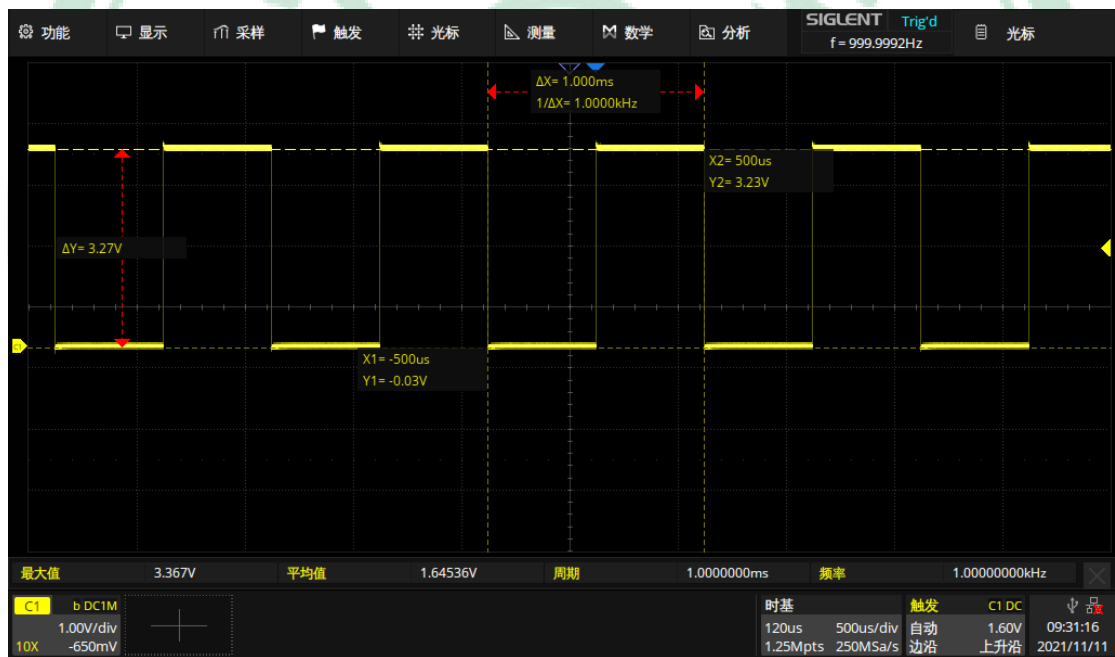 功能 显示 采样 触发 光标 测量 数学 分析 SIGLENT Trig'd 光标
f = 999.9992Hz
ΔX= 1.000ms
1/ΔX= 1.0000kHz
X2= 500us
Y2= 3.23V
ΔY= 3.27V
C1
X1= -500us
Y1= -0.03V
最大值 3.367V 平均值 1.64536V 周期 1.0000000ms 频率 1.00000000kHz
C1 b DC1M 时基 触发 C1 DC
1.00V/div 120us 500us/div 自动 1.60V 09:31:16
10X -650mV 1.25Mpts 250MSa/s 边沿 上升沿 2021/11/11